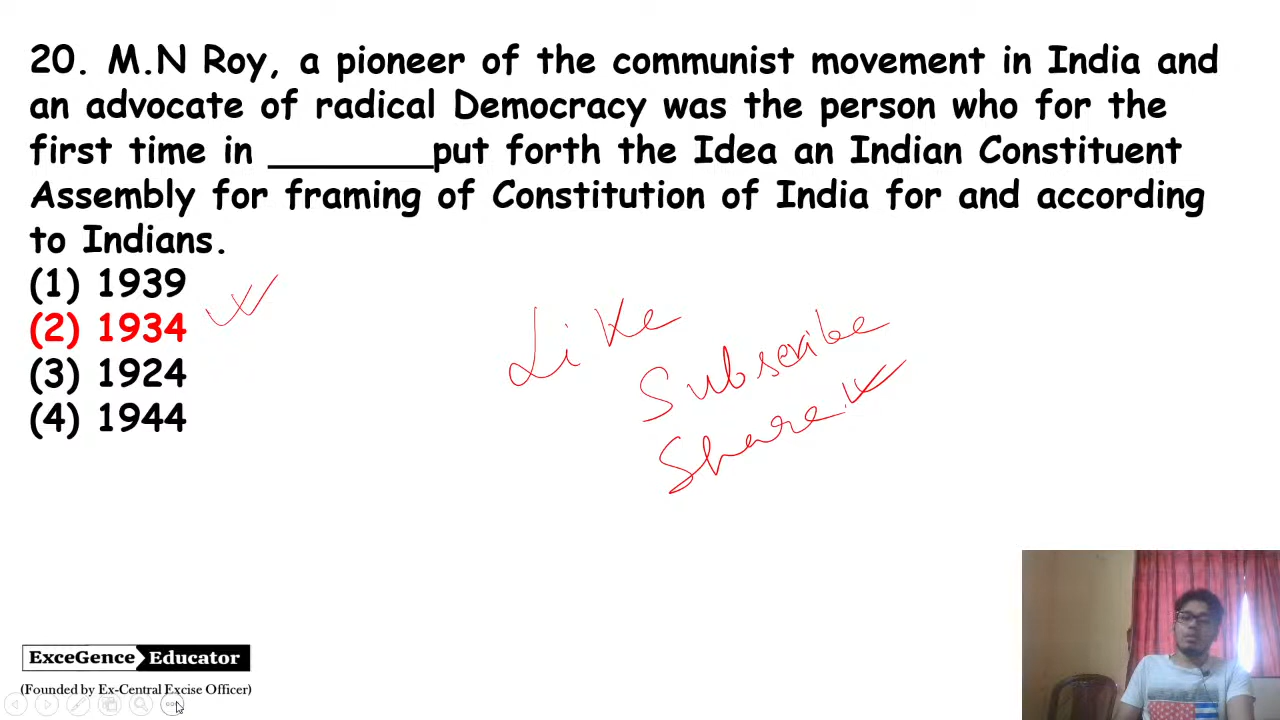 20. M.N Roy, a pioneer of the communist movement in India and
an advocate of radical Democracy was the person who for the
first time in ________put forth the Idea an Indian Constituent
Assembly for framing of Constitution of India for and according
to Indians.
(1) 1939
(2) 1934
(3) 1924
(4) 1944
Like
Subscribe
Share
ExceGence Educator
(Founded by Ex-Central Excise Officer)